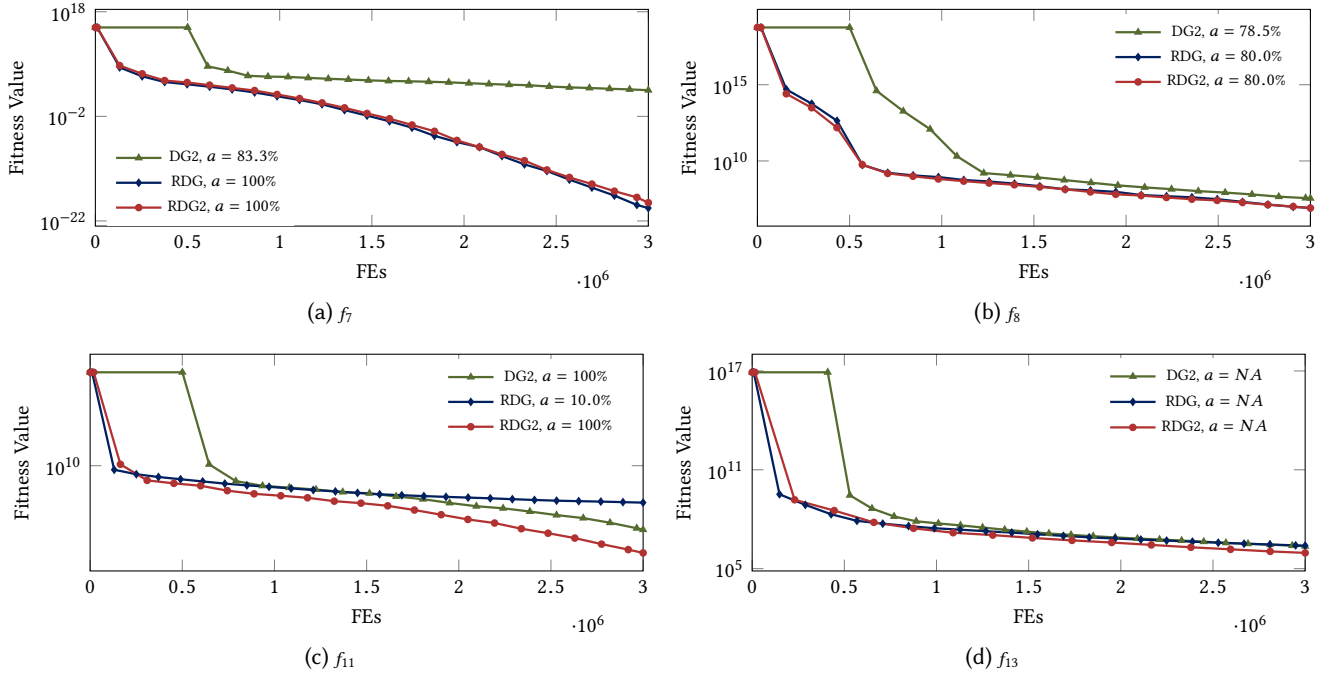 10^18
10^-2
10^-22
Fitness Value
DG2, a = 83.3%
RDG, a = 100%
RDG2, a = 100%
0 0.5 1 1.5 2 2.5 3
FEs
·10^6
(a) f7
10^15
10^10
Fitness Value
DG2, a = 78.5%
RDG, a = 80.0%
RDG2, a = 80.0%
0 0.5 1 1.5 2 2.5 3
FEs
·10^6
(b) f8
10^10
Fitness Value
DG2, a = 100%
RDG, a = 10.0%
RDG2, a = 100%
0 0.5 1 1.5 2 2.5 3
FEs
·10^6
(c) f11
10^17
10^11
10^5
Fitness Value
DG2, a = NA
RDG, a = NA
RDG2, a = NA
0 0.5 1 1.5 2 2.5 3
FEs
·10^6
(d) f13